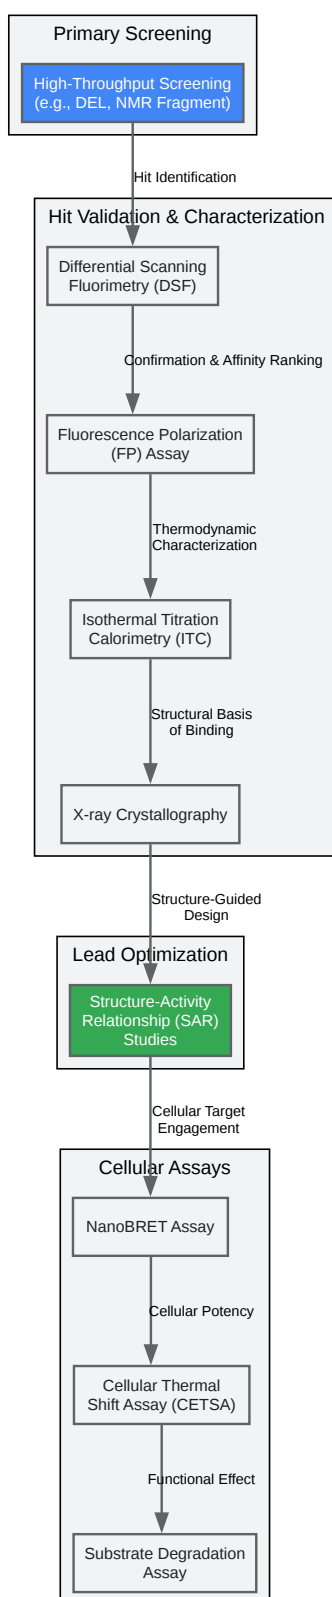 Primary Screening
High-Throughput Screening
(e.g., DEL, NMR Fragment)
Hit Identification
Hit Validation & Characterization
Differential Scanning
Fluorimetry (DSF)
Confirmation & Affinity Ranking
Fluorescence Polarization
(FP) Assay
Thermodynamic
Characterization
Isothermal Titration
Calorimetry (ITC)
Structural Basis
of Binding
X-ray Crystallography
Structure-Guided
Design
Lead Optimization
Structure-Activity
Relationship (SAR)
Studies
Cellular Target
Engagement
Cellular Assays
NanoBRET Assay
Cellular Potency
Cellular Thermal
Shift Assay (CETSA)
Functional Effect
Substrate Degradation
Assay